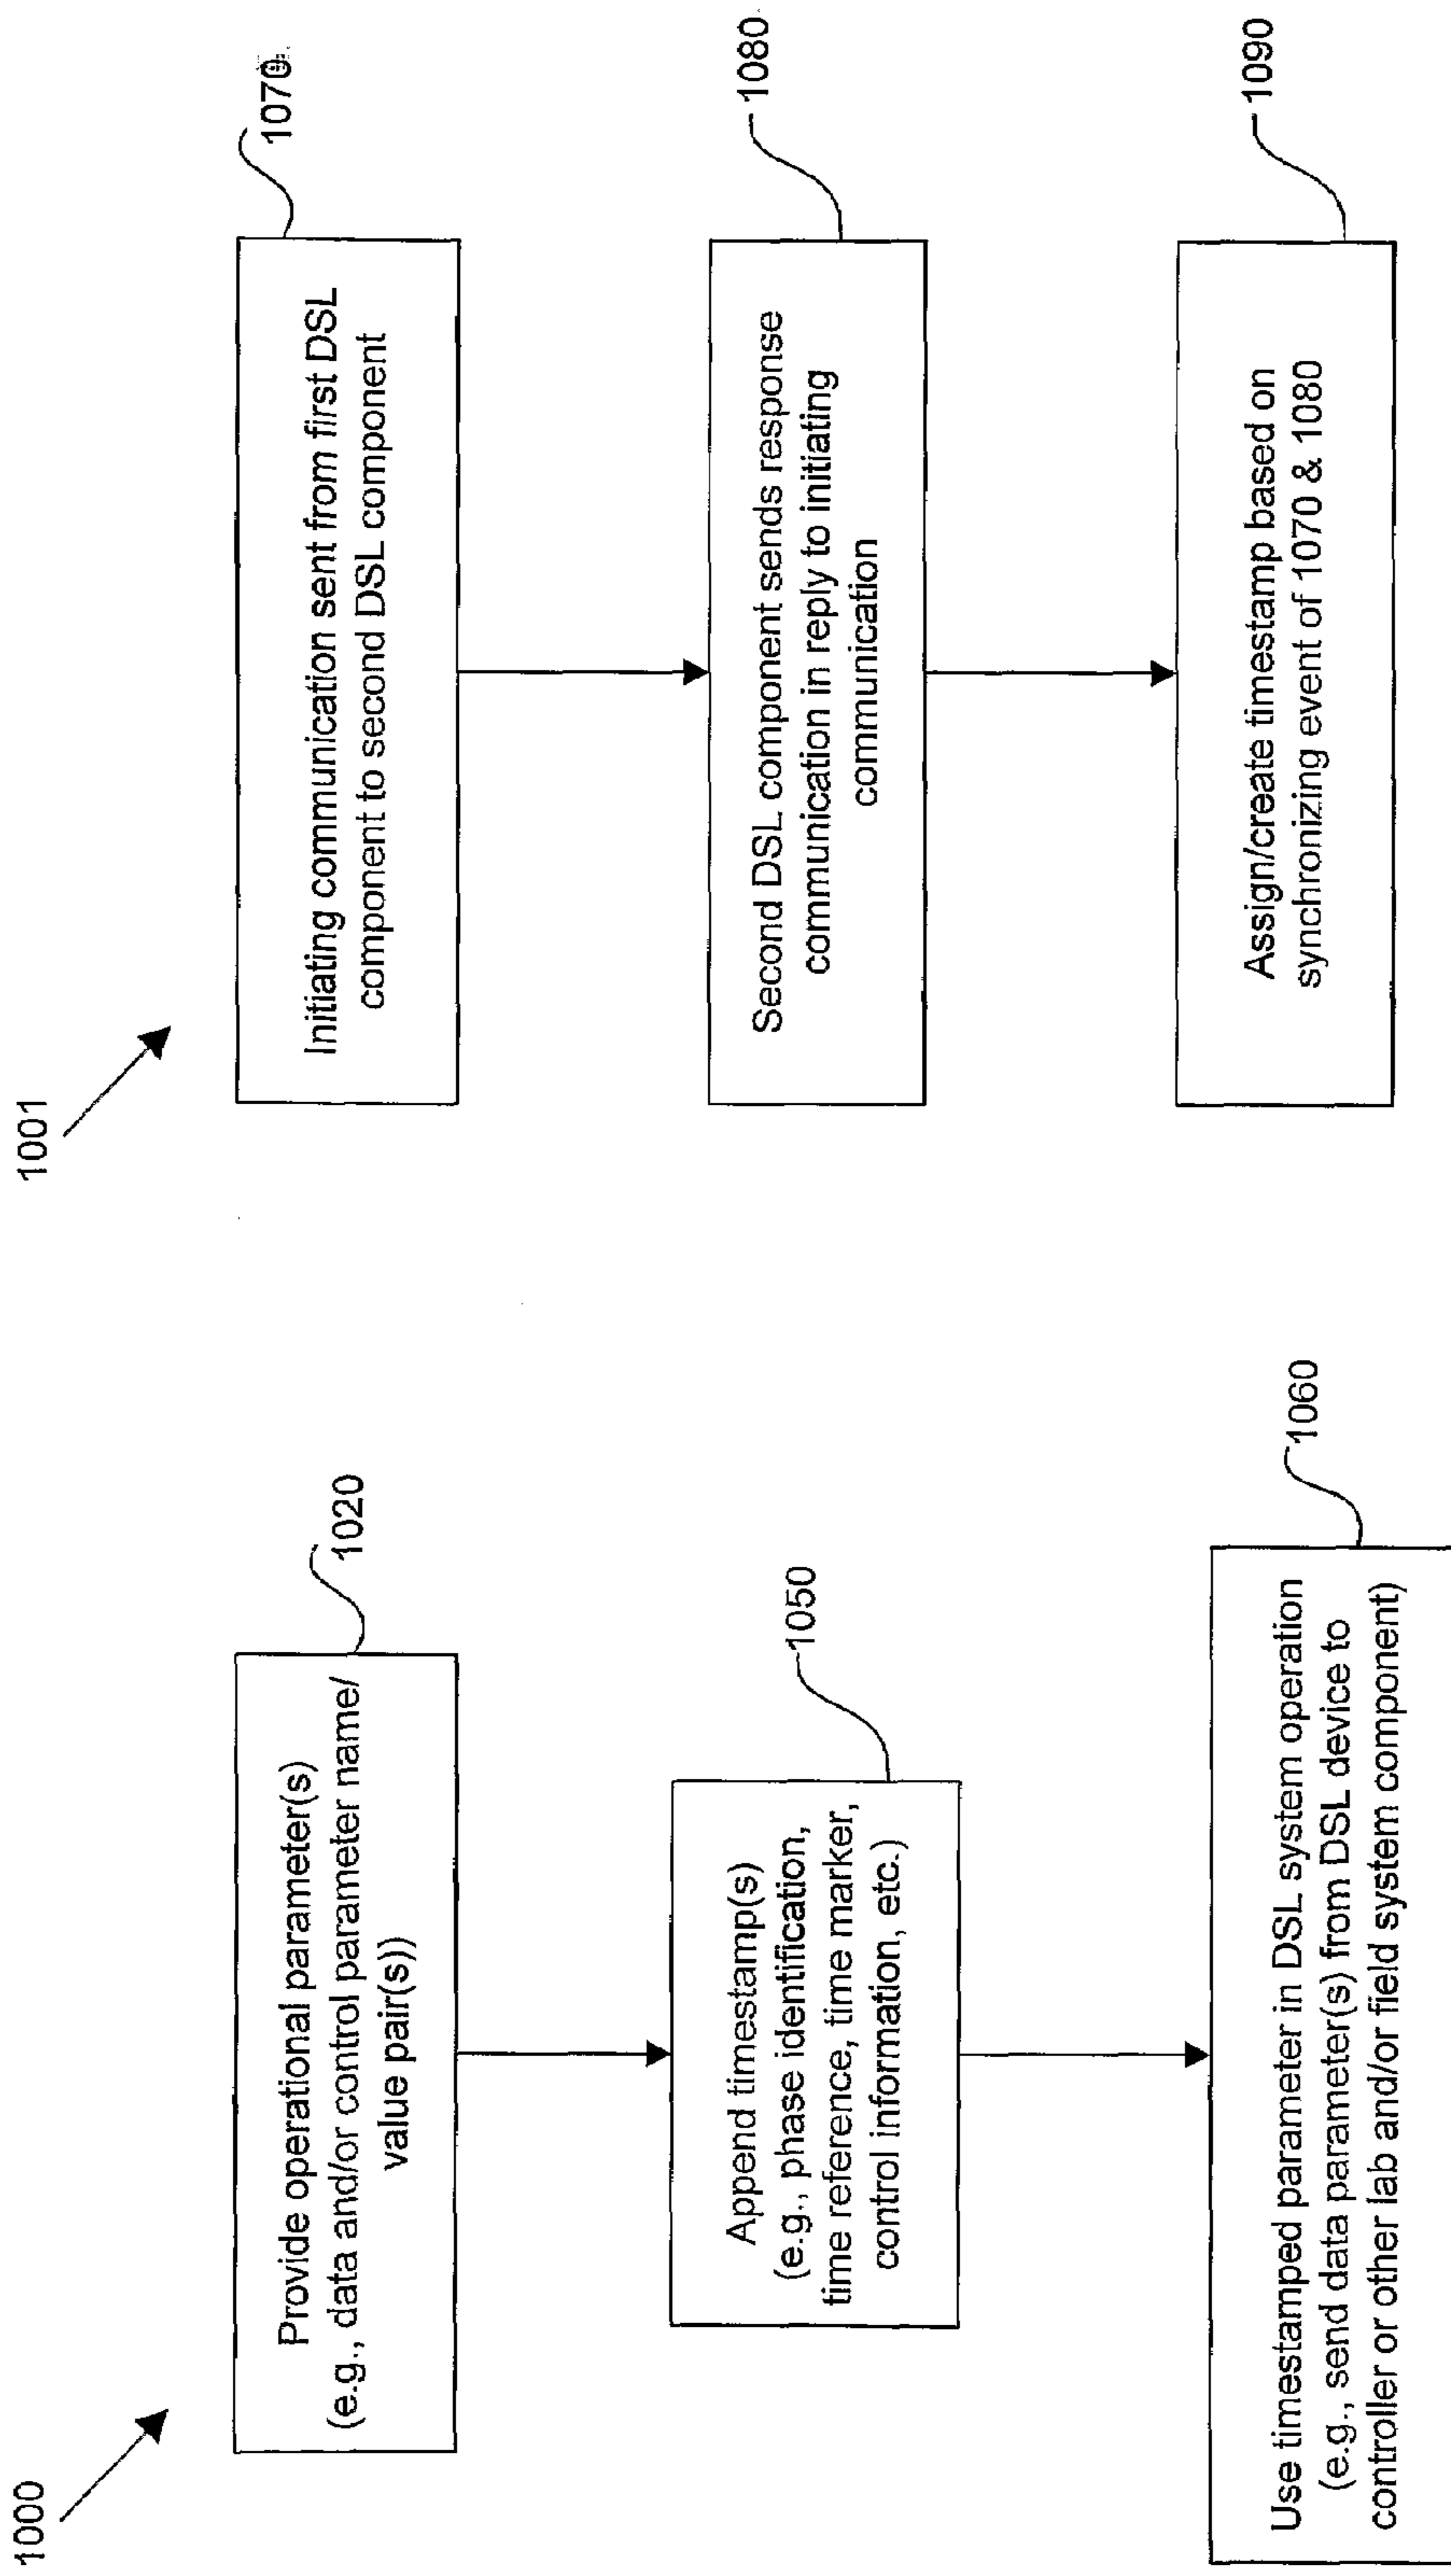 1000
Provide operational parameter(s)
(e.g., data and/or control parameter name/
value pair(s))
1020
Append timestamp(s)
(e.g., phase identification,
time reference, time marker,
control information, etc.)
1050
Use timestamped parameter in DSL system operation
(e.g., send data parameter(s) from DSL device to
controller or other lab and/or field system component)
1060
1001
Initiating communication sent from first DSL
component to second DSL component
1070
Second DSL component sends response
communication in reply to initiating
communication
1080
Assign/create timestamp based on
synchronizing event of 1070 & 1080
1090